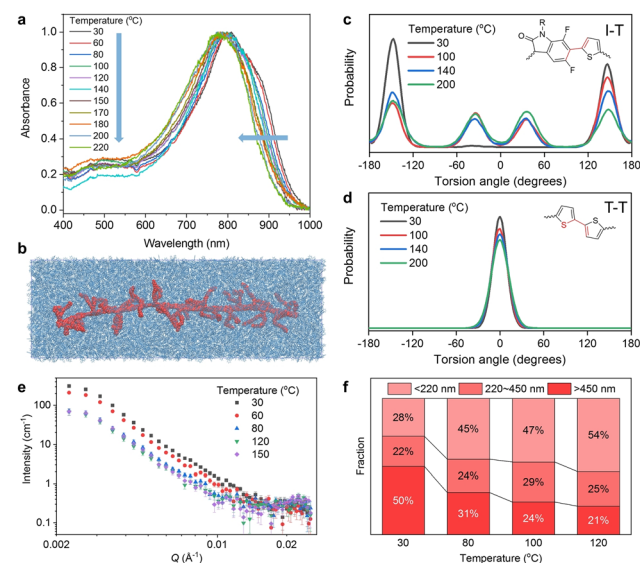 a
Temperature (°C)
30
60
80
100
120
140
150
170
180
200
220
1.0
0.8
0.6
0.4
0.2
0.0
Absorbance
400 500 600 700 800 900 1000
Wavelength (nm)
b
c
Temperature (°C)
30
100
140
200
I-T
R
N
O
F
S
F
Probability
-180 -120 -60 0 60 120 180
Torsion angle (degrees)
d
Temperature (°C)
30
100
140
200
T-T
S
S
Probability
-180 -120 -60 0 60 120 180
Torsion angle (degrees)
e
Temperature (°C)
30
60
80
120
150
100
10
1
0.1
Intensity (cm⁻¹)
0.002 0.01 0.02
Q (Å⁻¹)
f
<220 nm 220~450 nm >450 nm
28% 45% 47% 54%
22% 24% 29% 25%
50% 31% 24% 21%
Fraction
30 80 100 120
Temperature (°C)